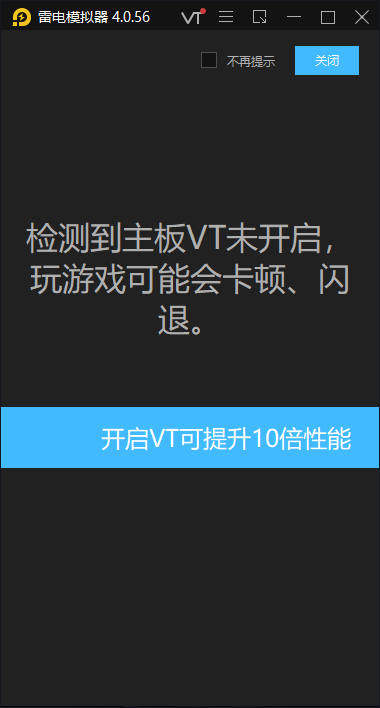 雷电模拟器 4.0.56
VT
不再提示
关闭
检测到主板VT未开启，
玩游戏可能会卡顿、闪
退。
开启VT可提升10倍性能